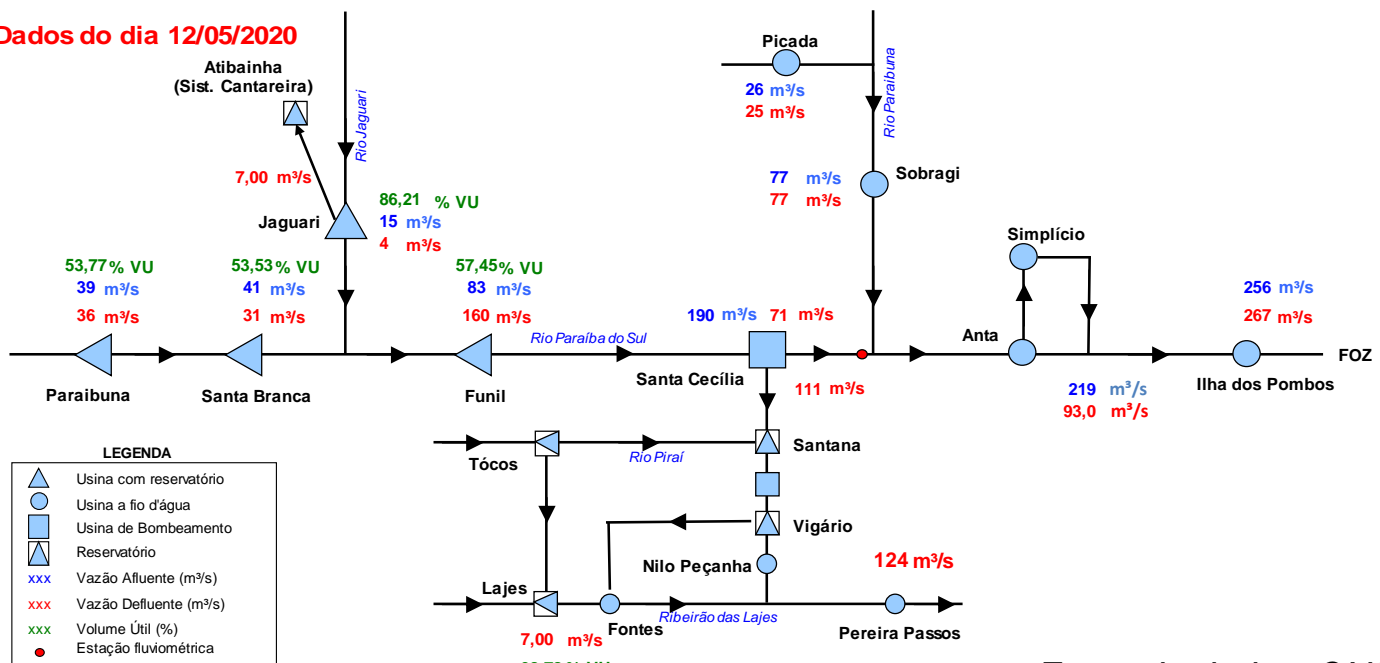 Dados do dia 12/05/2020
Atibainha
(Sist. Cantareira)
Rio Jaguari
7,00 m³/s
Jaguari
86,21 % VU
15 m³/s
4 m³/s
Picada
26 m³/s
25 m³/s
Rio Paraibuna
77 m³/s
77 m³/s
Sobragi
Simplício
53,77 % VU
39 m³/s
36 m³/s
Paraibuna
53,53 % VU
41 m³/s
31 m³/s
Santa Branca
57,45 % VU
83 m³/s
160 m³/s
Funil
Rio Paraíba do Sul
190 m³/s 71 m³/s
Santa Cecília
111 m³/s
Anta
219 m³/s
93,0 m³/s
256 m³/s
267 m³/s
Ilha dos Pombos
FOZ
Tócos
Rio Piraí
Santana
Vigário
Nilo Peçanha
124 m³/s
Lajes
7,00 m³/s
Fontes
Ribeirão das Lajes
Pereira Passos
LEGENDA
Usina com reservatório
Usina a fio d'água
Usina de Bombeamento
Reservatório
xxx Vazão Afluente (m³/s)
xxx Vazão Defluente (m³/s)
xxx Volume Útil (%)
Estação fluviométrica